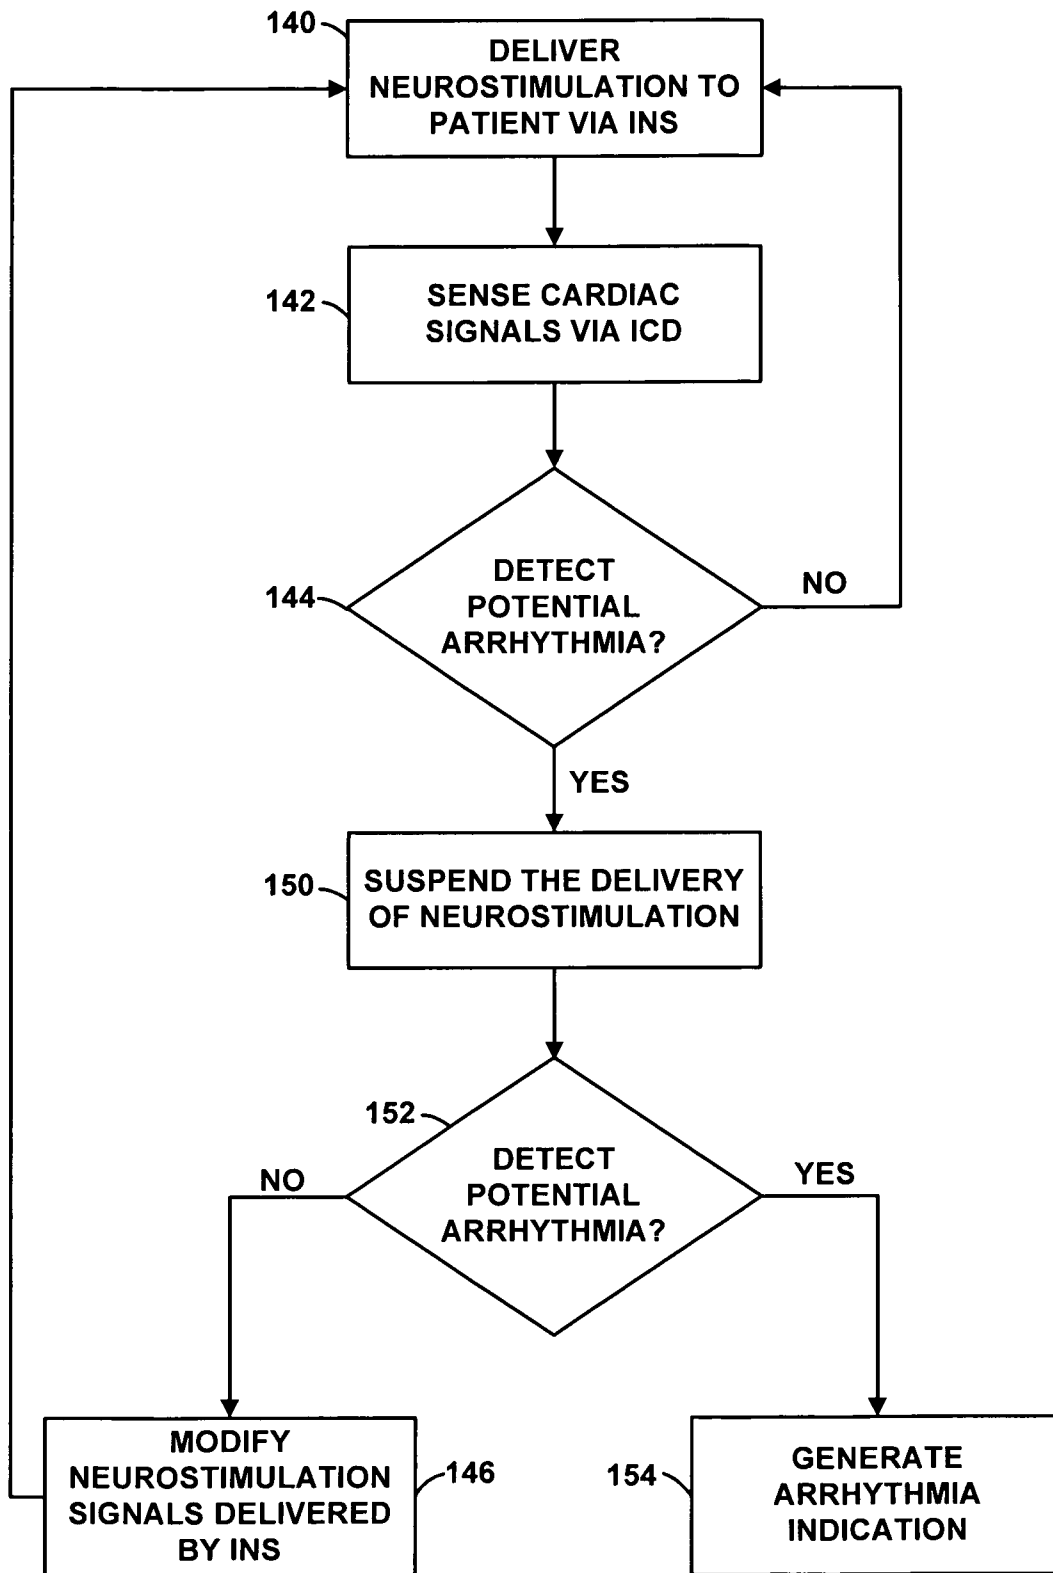 140
DELIVER
NEUROSTIMULATION TO
PATIENT VIA INS
142
SENSE CARDIAC
SIGNALS VIA ICD
144
DETECT
POTENTIAL
ARRHYTHMIA?
NO
YES
150
SUSPEND THE DELIVERY
OF NEUROSTIMULATION
152
DETECT
POTENTIAL
ARRHYTHMIA?
NO
YES
MODIFY
NEUROSTIMULATION
SIGNALS DELIVERED
BY INS
146
154
GENERATE
ARRHYTHMIA
INDICATION